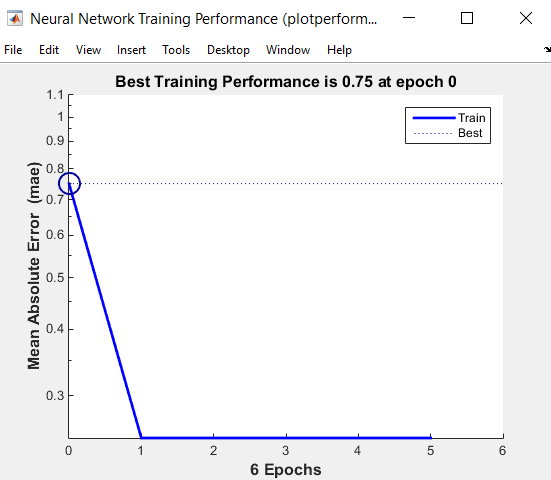 Neural Network Training Performance (plotperform...
File Edit View Insert Tools Desktop Window Help
Best Training Performance is 0.75 at epoch 0
1.1
1
0.9
0.8
0.7
0.6
0.5
0.4
0.3
Mean Absolute Error (mae)
Train
Best
0 1 2 3 4 5 6
6 Epochs